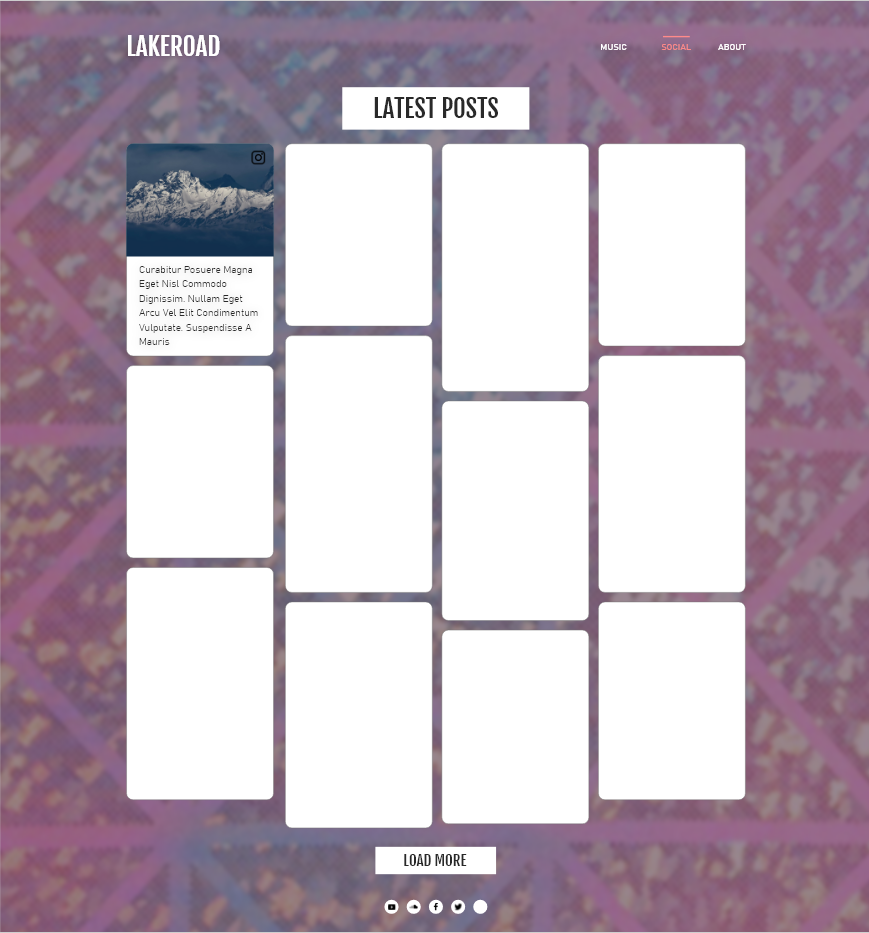 LAKEROAD
MUSIC
SOCIAL
ABOUT
LATEST POSTS
Curabitur Posuere Magna
Eget Nisl Commodo
Dignissim. Nullam Eget
Arcu Vel Elit Condimentum
Vulputate. Suspendisse A
Mauris
LOAD MORE